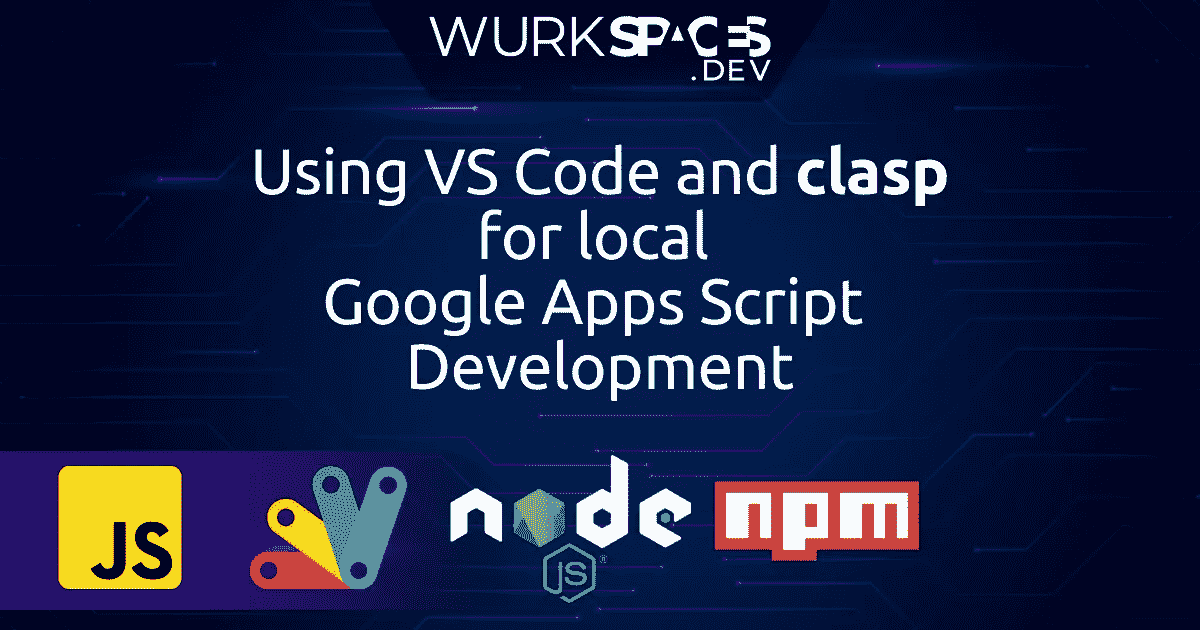 WURKSPACES
.DEV
Using VS Code and clasp
for local
Google Apps Script
Development
JS
node
JS
®
npm